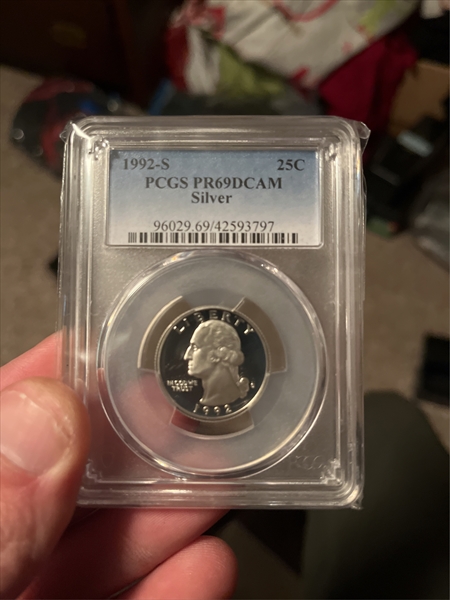 1992-S 25C
PCGS PR69DCAM
Silver
96029.69/42593797
LIBERTY
IN GOD WE
TRUST
S
1992